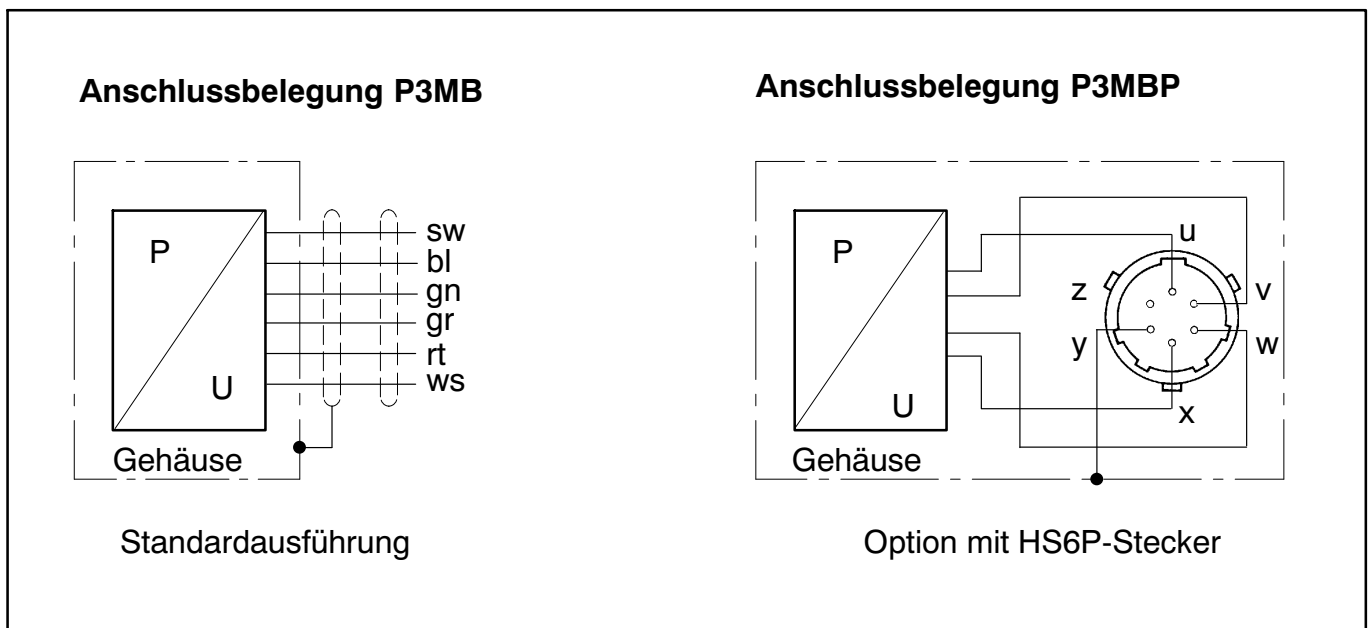 Anschlussbelegung P3MB
P
U
sw
bl
gn
gr
rt
ws
Gehäuse
Standardausführung
Anschlussbelegung P3MBP
P
U
u
z
v
y
w
x
Gehäuse
Option mit HS6P-Stecker